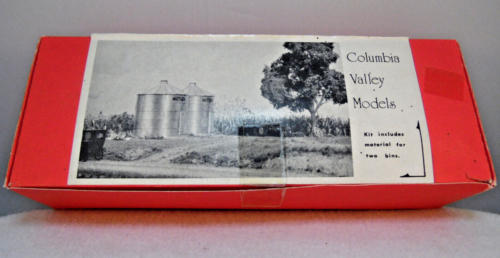 Columbia
Valley
Models
Kit includes
material for
two bins.